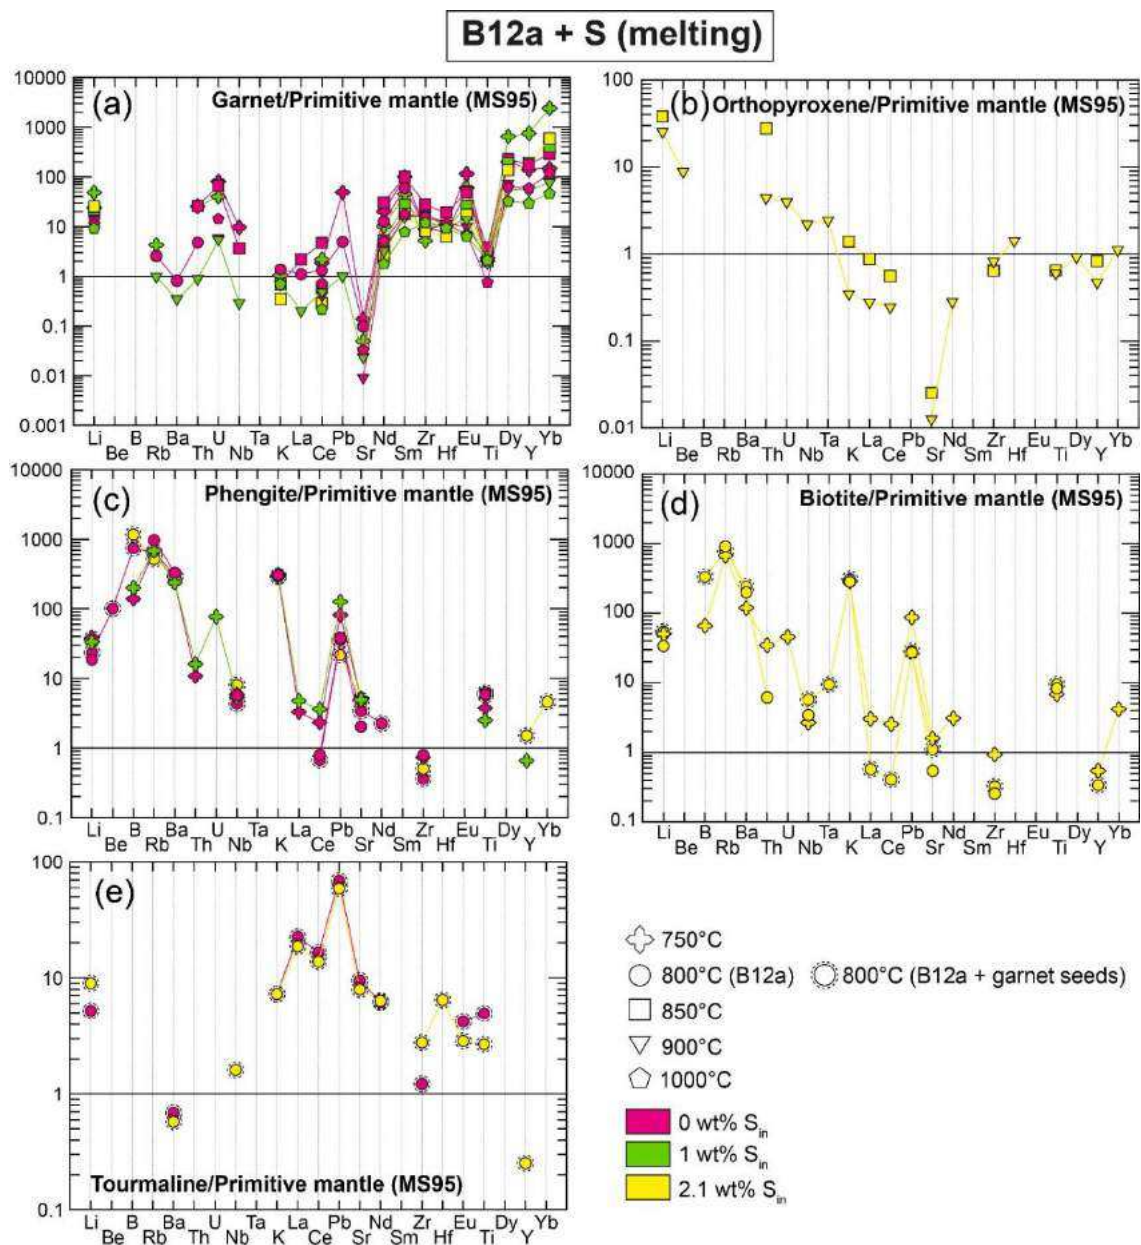 B12a + S (melting)
(a)
Garnet/Primitive mantle (MS95)
10000
1000
100
10
1
0.1
0.01
0.001
Li B Ba U Ta La Pb Nd Zr Eu Dy Yb
Be Rb Th Nb K Ce Sr Sm Hf Ti Y
(b)
Orthopyroxene/Primitive mantle (MS95)
100
10
1
0.1
0.01
Li B Ba U Ta La Pb Nd Zr Eu Dy Yb
Be Rb Th Nb K Ce Sr Sm Hf Ti Y
(c)
Phengite/Primitive mantle (MS95)
10000
1000
100
10
1
0.1
Li B Ba U Ta La Pb Nd Zr Eu Dy Yb
Be Rb Th Nb K Ce Sr Sm Hf Ti Y
(d)
Biotite/Primitive mantle (MS95)
10000
1000
100
10
1
0.1
Li B Ba U Ta La Pb Nd Zr Eu Dy Yb
Be Rb Th Nb K Ce Sr Sm Hf Ti Y
(e)
100
10
1
0.1
Tourmaline/Primitive mantle (MS95)
Li B Ba U Ta La Pb Nd Zr Eu Dy Yb
Be Rb Th Nb K Ce Sr Sm Hf Ti Y
750°C
800°C (B12a) 800°C (B12a + garnet seeds)
850°C
900°C
1000°C
0 wt% Sin
1 wt% Sin
2.1 wt% Sin